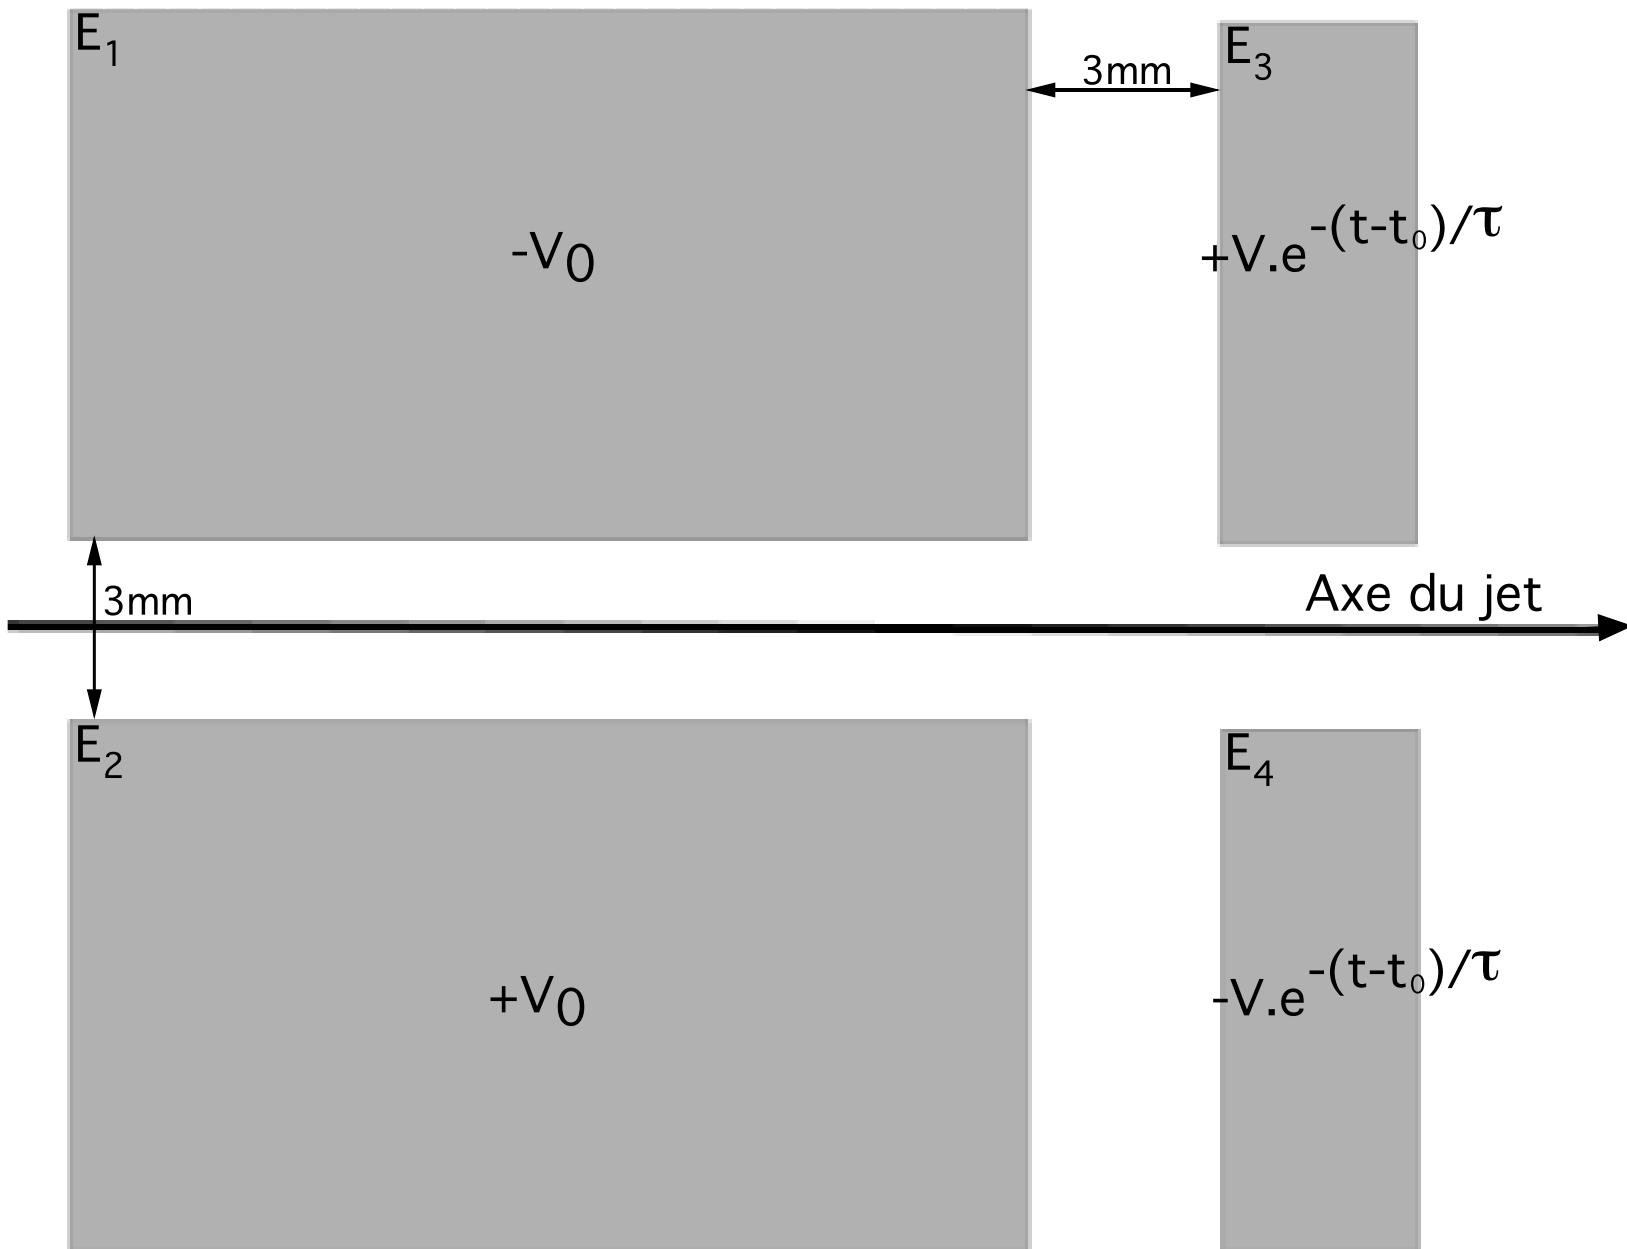 E1
3mm
E3
-V0
+V.e-(t-t0)/τ
Axe du jet
3mm
E2
E4
+V0
-V.e-(t-t0)/τ